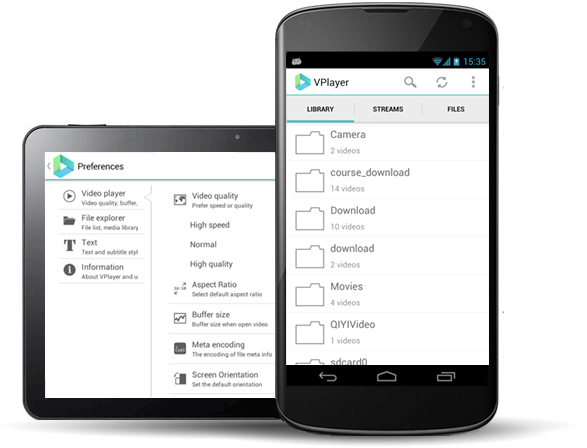 Preferences
Video player
Video quality, buffer,
File explorer
File list, media library
Text
Text and subtitle styl
Information
About VPlayer and u
Video quality
Prefer speed or quality
High speed
Normal
High quality
16:10
Aspect Ratio
Select default aspect ratio
Buffer size
Buffer size when open video
Meta encoding
The encoding of file meta info
Screen Orientation
Set the default orientation
15:35
VPlayer
LIBRARY
STREAMS
FILES
Camera
2 videos
course_download
14 videos
Download
10 videos
download
2 videos
Movies
4 videos
QIYIVideo
1 videos
sdcard0